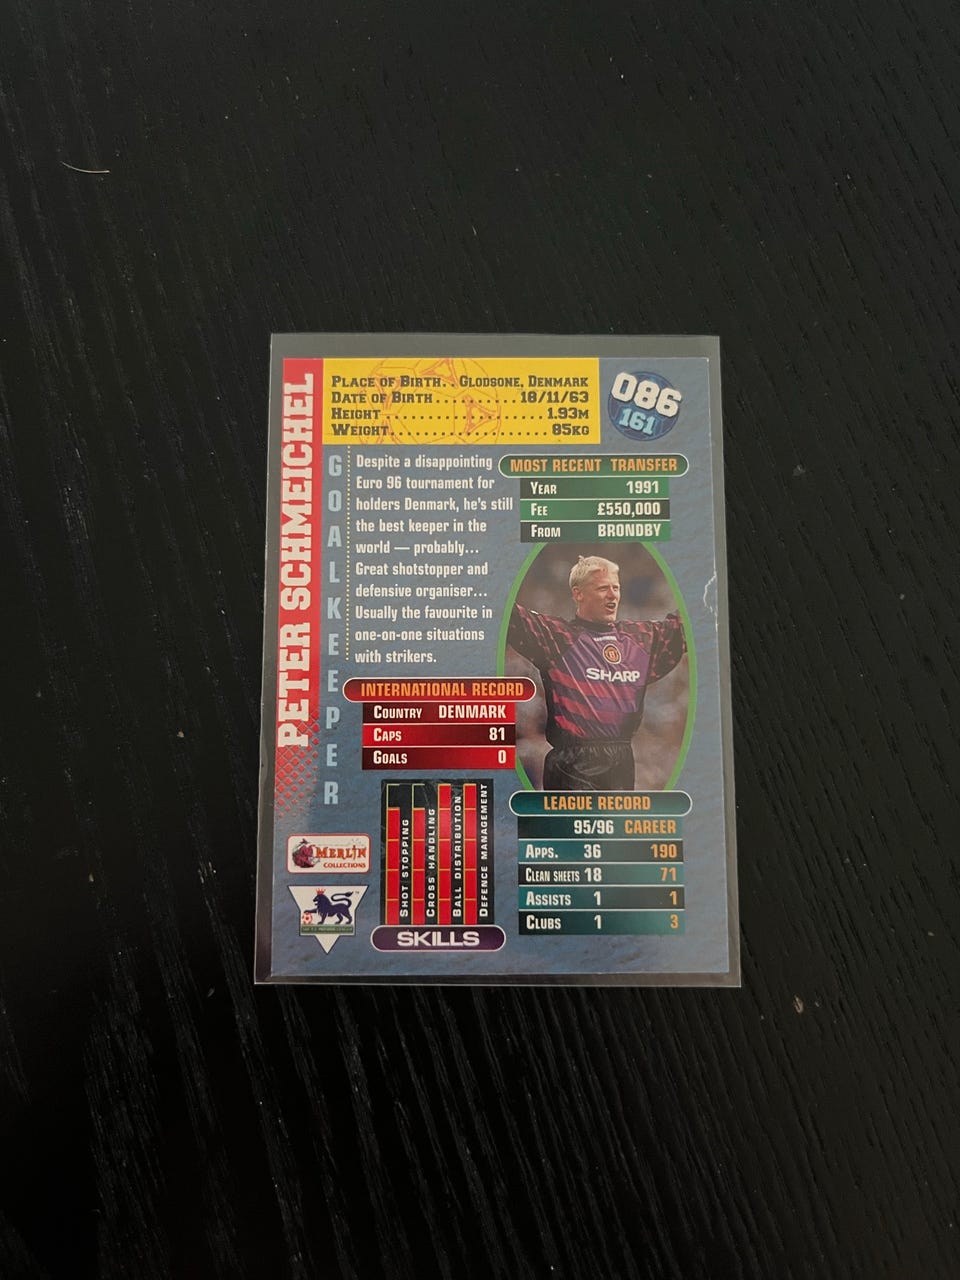 PETER SCHMEICHEL
GOALKEEPER
PLACE OF BIRTH.. GLODSONE, DENMARK
DATE OF BIRTH.......... 18/11/63
HEIGHT................... 1.93M
WEIGHT................... 85KG
086
161
Despite a disappointing
Euro 96 tournament for
holders Denmark, he's still
the best keeper in the
world — probably...
Great shotstopper and
defensive organiser...
Usually the favourite in
one-on-one situations
with strikers.
MOST RECENT TRANSFER
YEAR 1991
FEE £550,000
FROM BRONDBY
SHARP
INTERNATIONAL RECORD
COUNTRY DENMARK
CAPS 81
GOALS 0
SHOT STOPPING
CROSS HANDLING
BALL DISTRIBUTION
DEFENCE MANAGEMENT
SKILLS
LEAGUE RECORD
95/96 CAREER
APPS. 36 190
CLEAN SHEETS 18 71
ASSISTS 1 1
CLUBS 1 3
MERLIN
COLLECTIONS